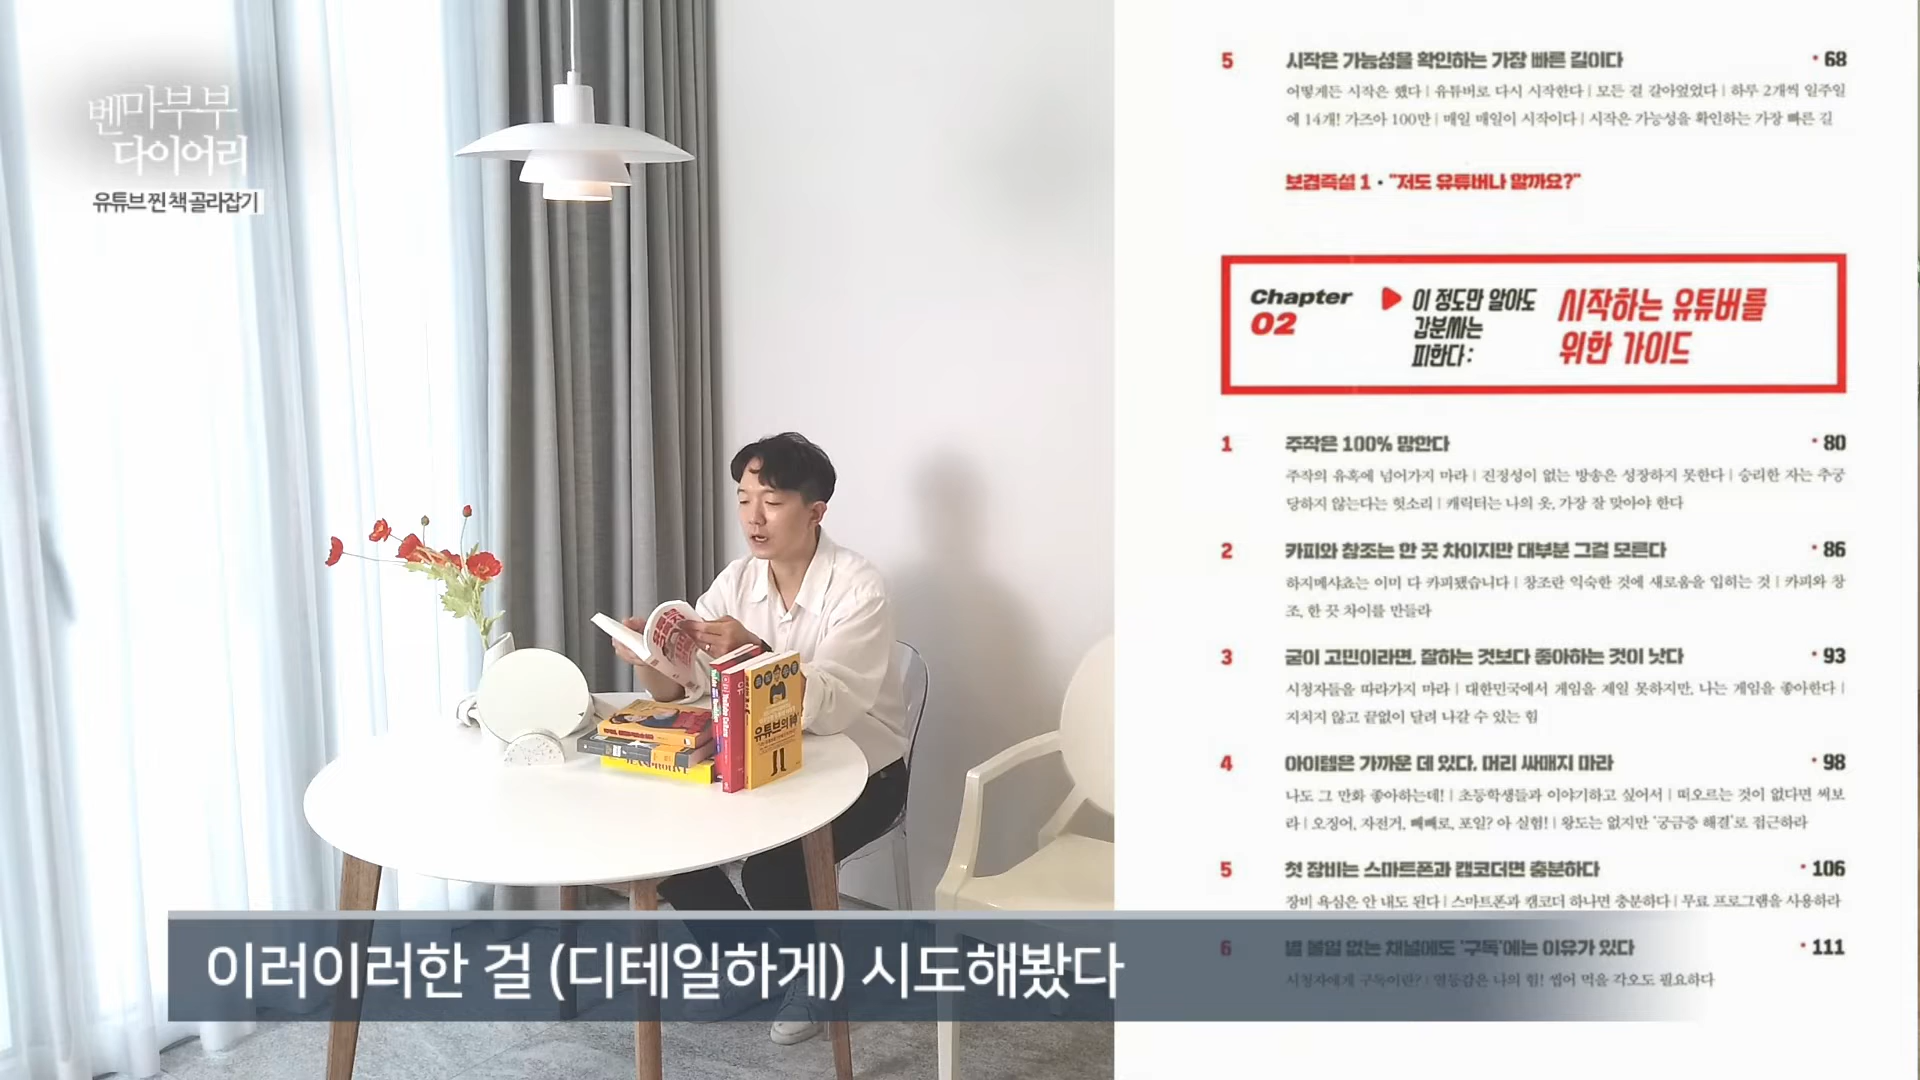 벤마부부
다이어리
유튜브 찐 책 골라잡기
5 시작은 가능성을 확인하는 가장 빠른 길이다 · 68
어떻게든 시작은 했다 | 유튜버로 다시 시작한다 | 모든 걸 갈아엎었다 | 하루 2개씩 일주일
에 14개! 가즈아 100만 | 매일 매일이 시작이다 | 시작은 가능성을 확인하는 가장 빠른 길
보겸족설 1 · "저도 유튜버나 할까요?"
Chapter
02
▶ 이 정도만 알아도
갑분싸는
피한다:
시작하는 유튜버를
위한 가이드
1 주작은 100% 망한다 · 80
주작의 유혹에 넘어가지 마라 | 진정성이 없는 방송은 성장하지 못한다 | 승리한 자는 추궁
당하지 않는다는 헛소리 | 캐릭터는 나의 옷, 가장 잘 맞아야 한다
2 카피와 창조는 한 끗 차이지만 대부분 그걸 모른다 · 86
하지메샤쵸는 이미 다 카피됐습니다 | 창조란 익숙한 것에 새로움을 입히는 것 | 카피와 창
조, 한 끗 차이를 만들라
3 굳이 고민이라면, 잘하는 것보다 좋아하는 것이 낫다 · 93
시청자들을 따라가지 마라 | 대한민국에서 게임을 제일 못하지만, 나는 게임을 좋아한다 |
지치지 않고 끝없이 달려 나갈 수 있는 힘
4 아이템은 가까운 데 있다, 머리 싸매지 마라 · 98
나도 그 만화 좋아하는데! | 초등학생들과 이야기하고 싶어서 | 떠오르는 것이 없다면 써보
라 | 오징어, 자전거, 빼빼로, 포일? 아 실험! | 왕도는 없지만 '궁금증 해결'로 접근하라
5 첫 장비는 스마트폰과 캠코더면 충분하다 · 106
장비 욕심은 안 내도 된다 | 스마트폰과 캠코더 하나면 충분하다 | 무료 프로그램을 사용하라
6 별 볼일 없는 채널에도 '구독'에는 이유가 있다 · 111
시청자에게 구독이란? | 열등감은 나의 힘! 씹어 먹을 각오도 필요하다
유튜브의 神
이러이러한 걸 (디테일하게) 시도해봤다